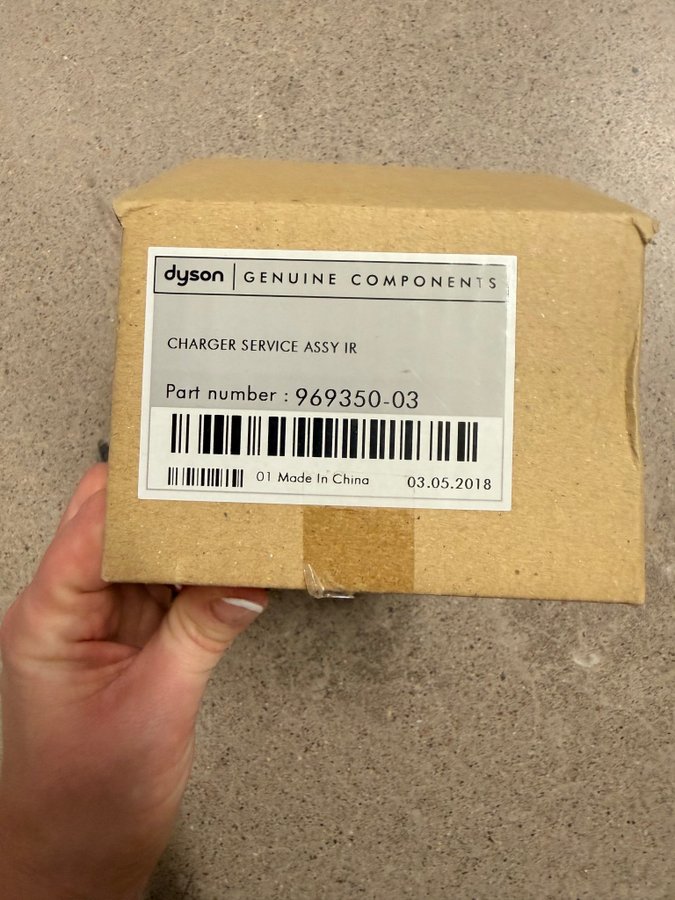 dyson GENUINE COMPONENTS
CHARGER SERVICE ASSY IR
Part number : 969350-03
01 Made In China 03.05.2018